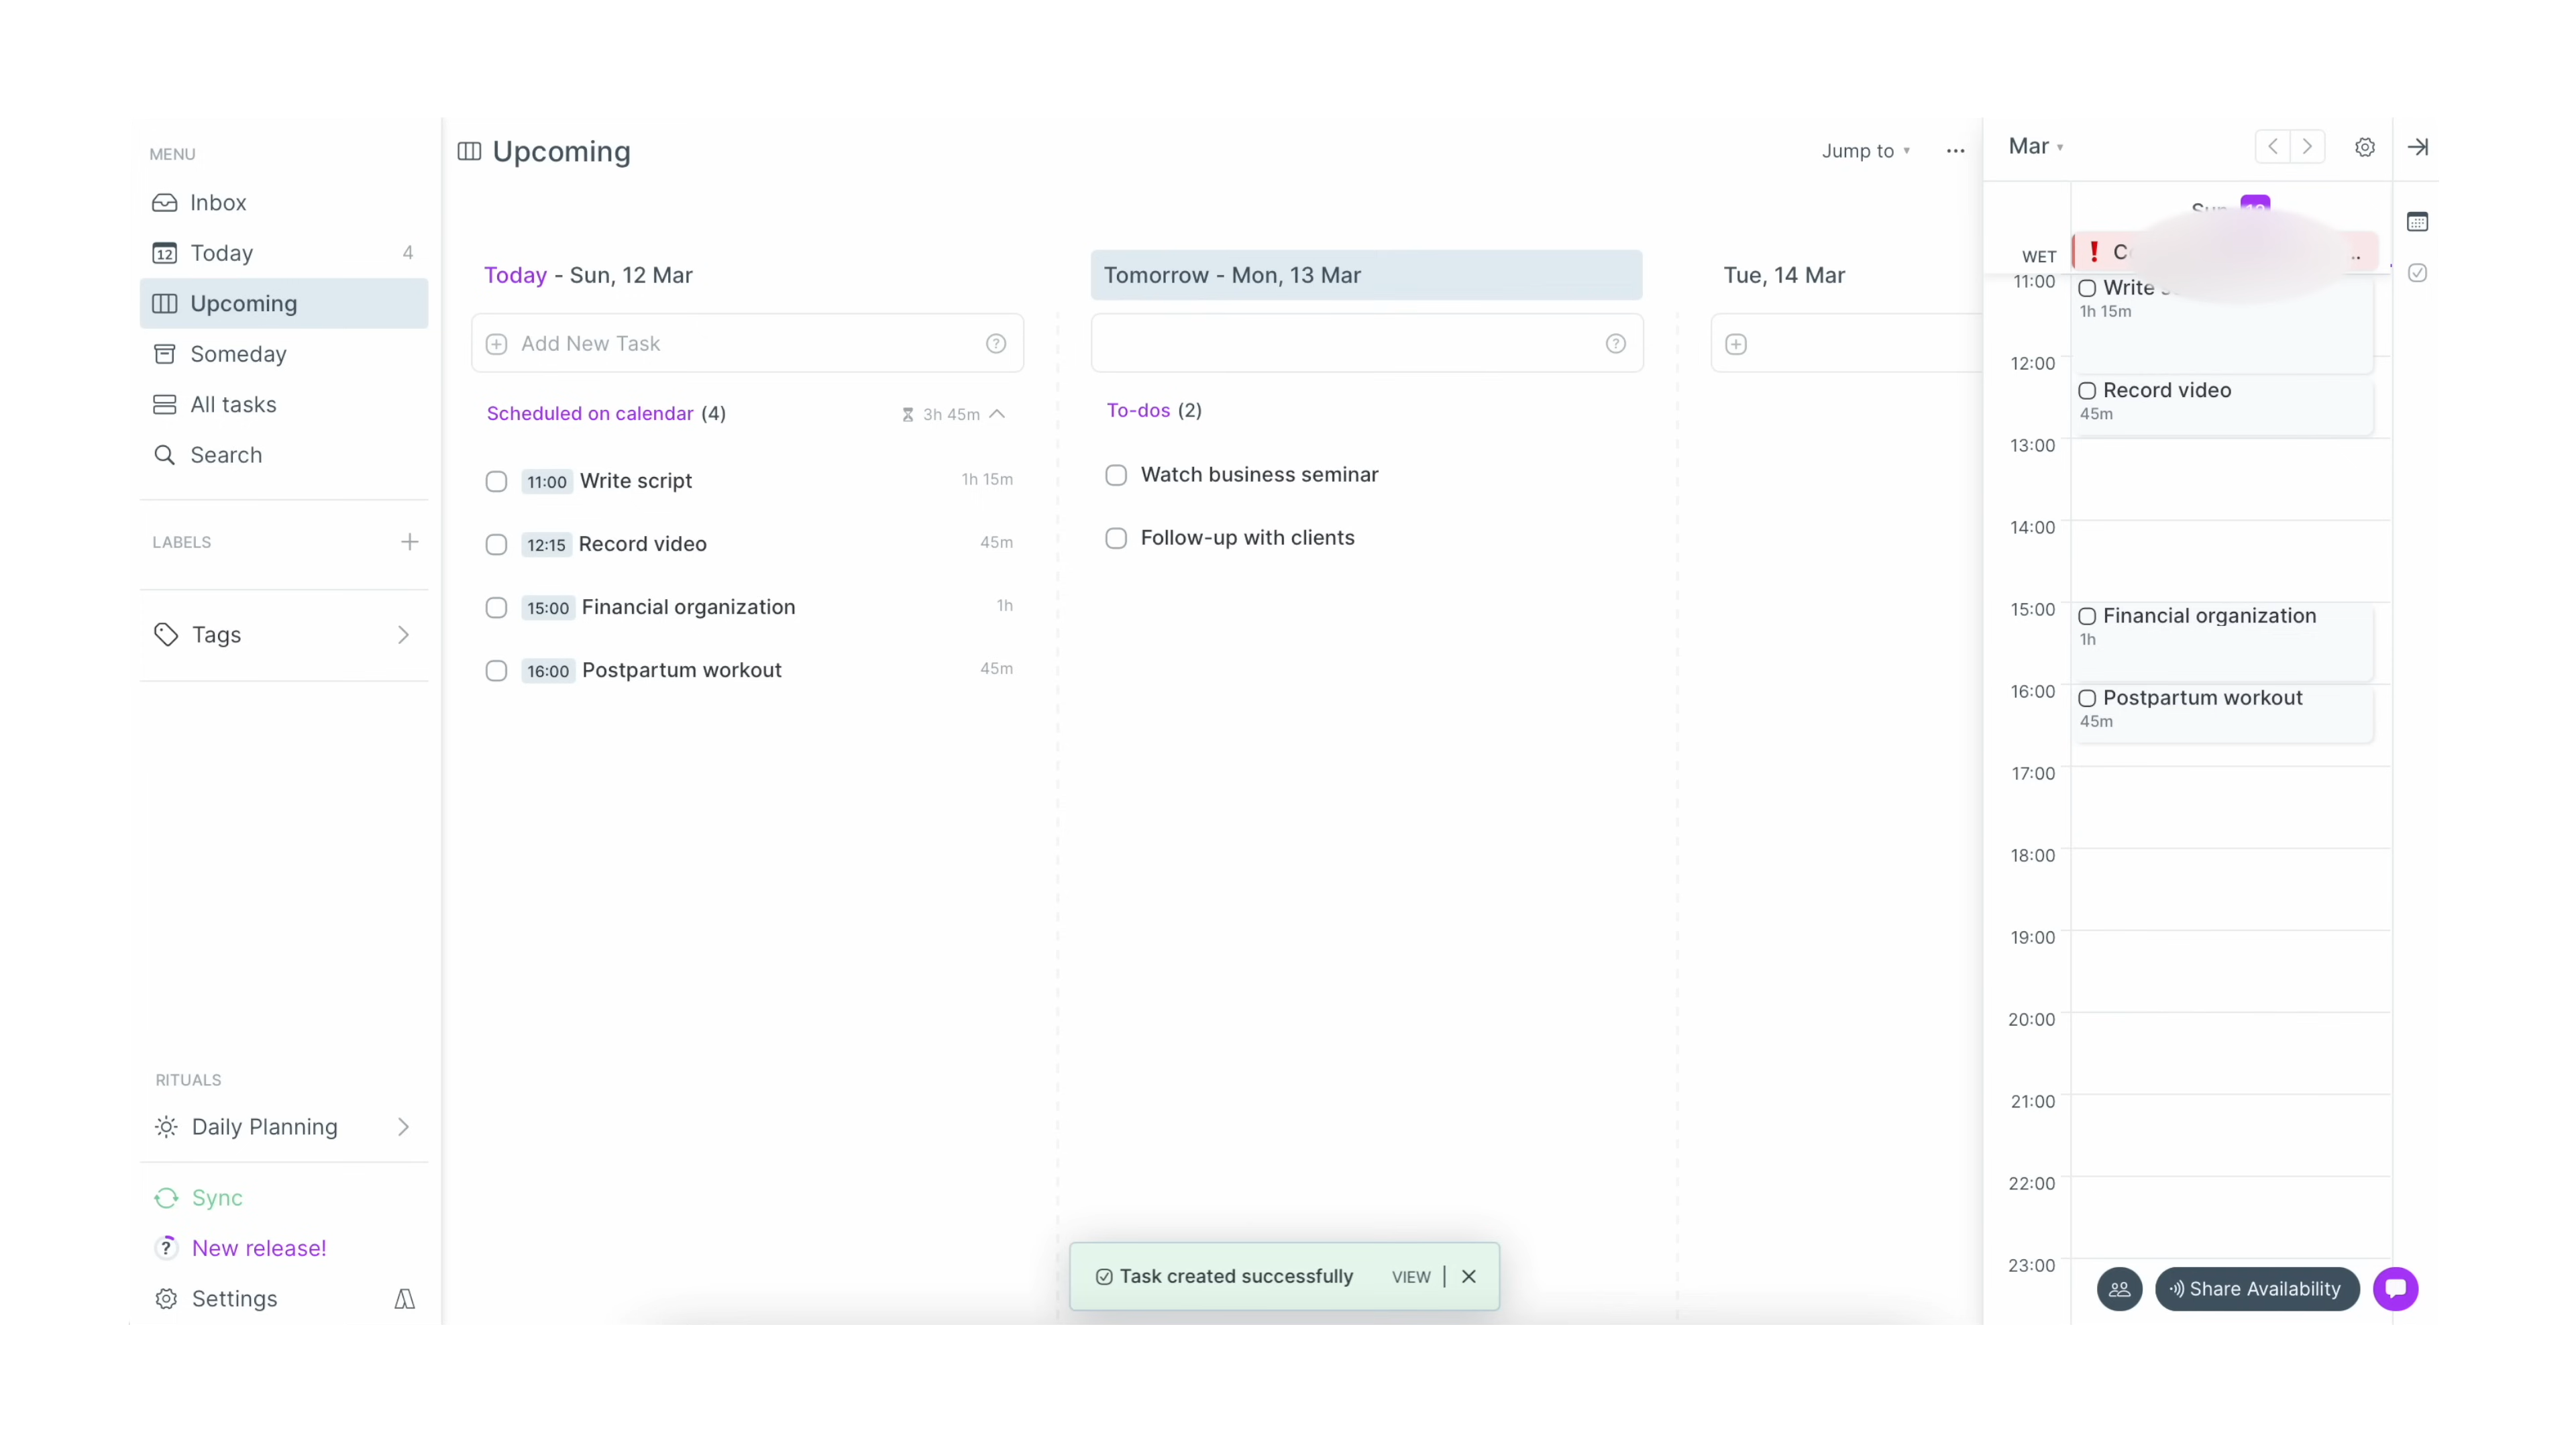 MENU
Inbox
12 Today 4
Upcoming
Someday
All tasks
Search
LABELS
Tags
RITUALS
Daily Planning
Sync
? New release!
Settings
Upcoming
Jump to
Today - Sun, 12 Mar
Add New Task ?
Scheduled on calendar (4) 3h 45m
11:00 Write script 1h 15m
12:15 Record video 45m
15:00 Financial organization 1h
16:00 Postpartum workout 45m
Tomorrow - Mon, 13 Mar
?
To-dos (2)
Watch business seminar
Follow-up with clients
Tue, 14 Mar
Task created successfully VIEW
Mar
WET
11:00 Write
1h 15m
12:00
Record video
45m
13:00
14:00
15:00 Financial organization
1h
16:00 Postpartum workout
45m
17:00
18:00
19:00
20:00
21:00
22:00
23:00
Share Availability